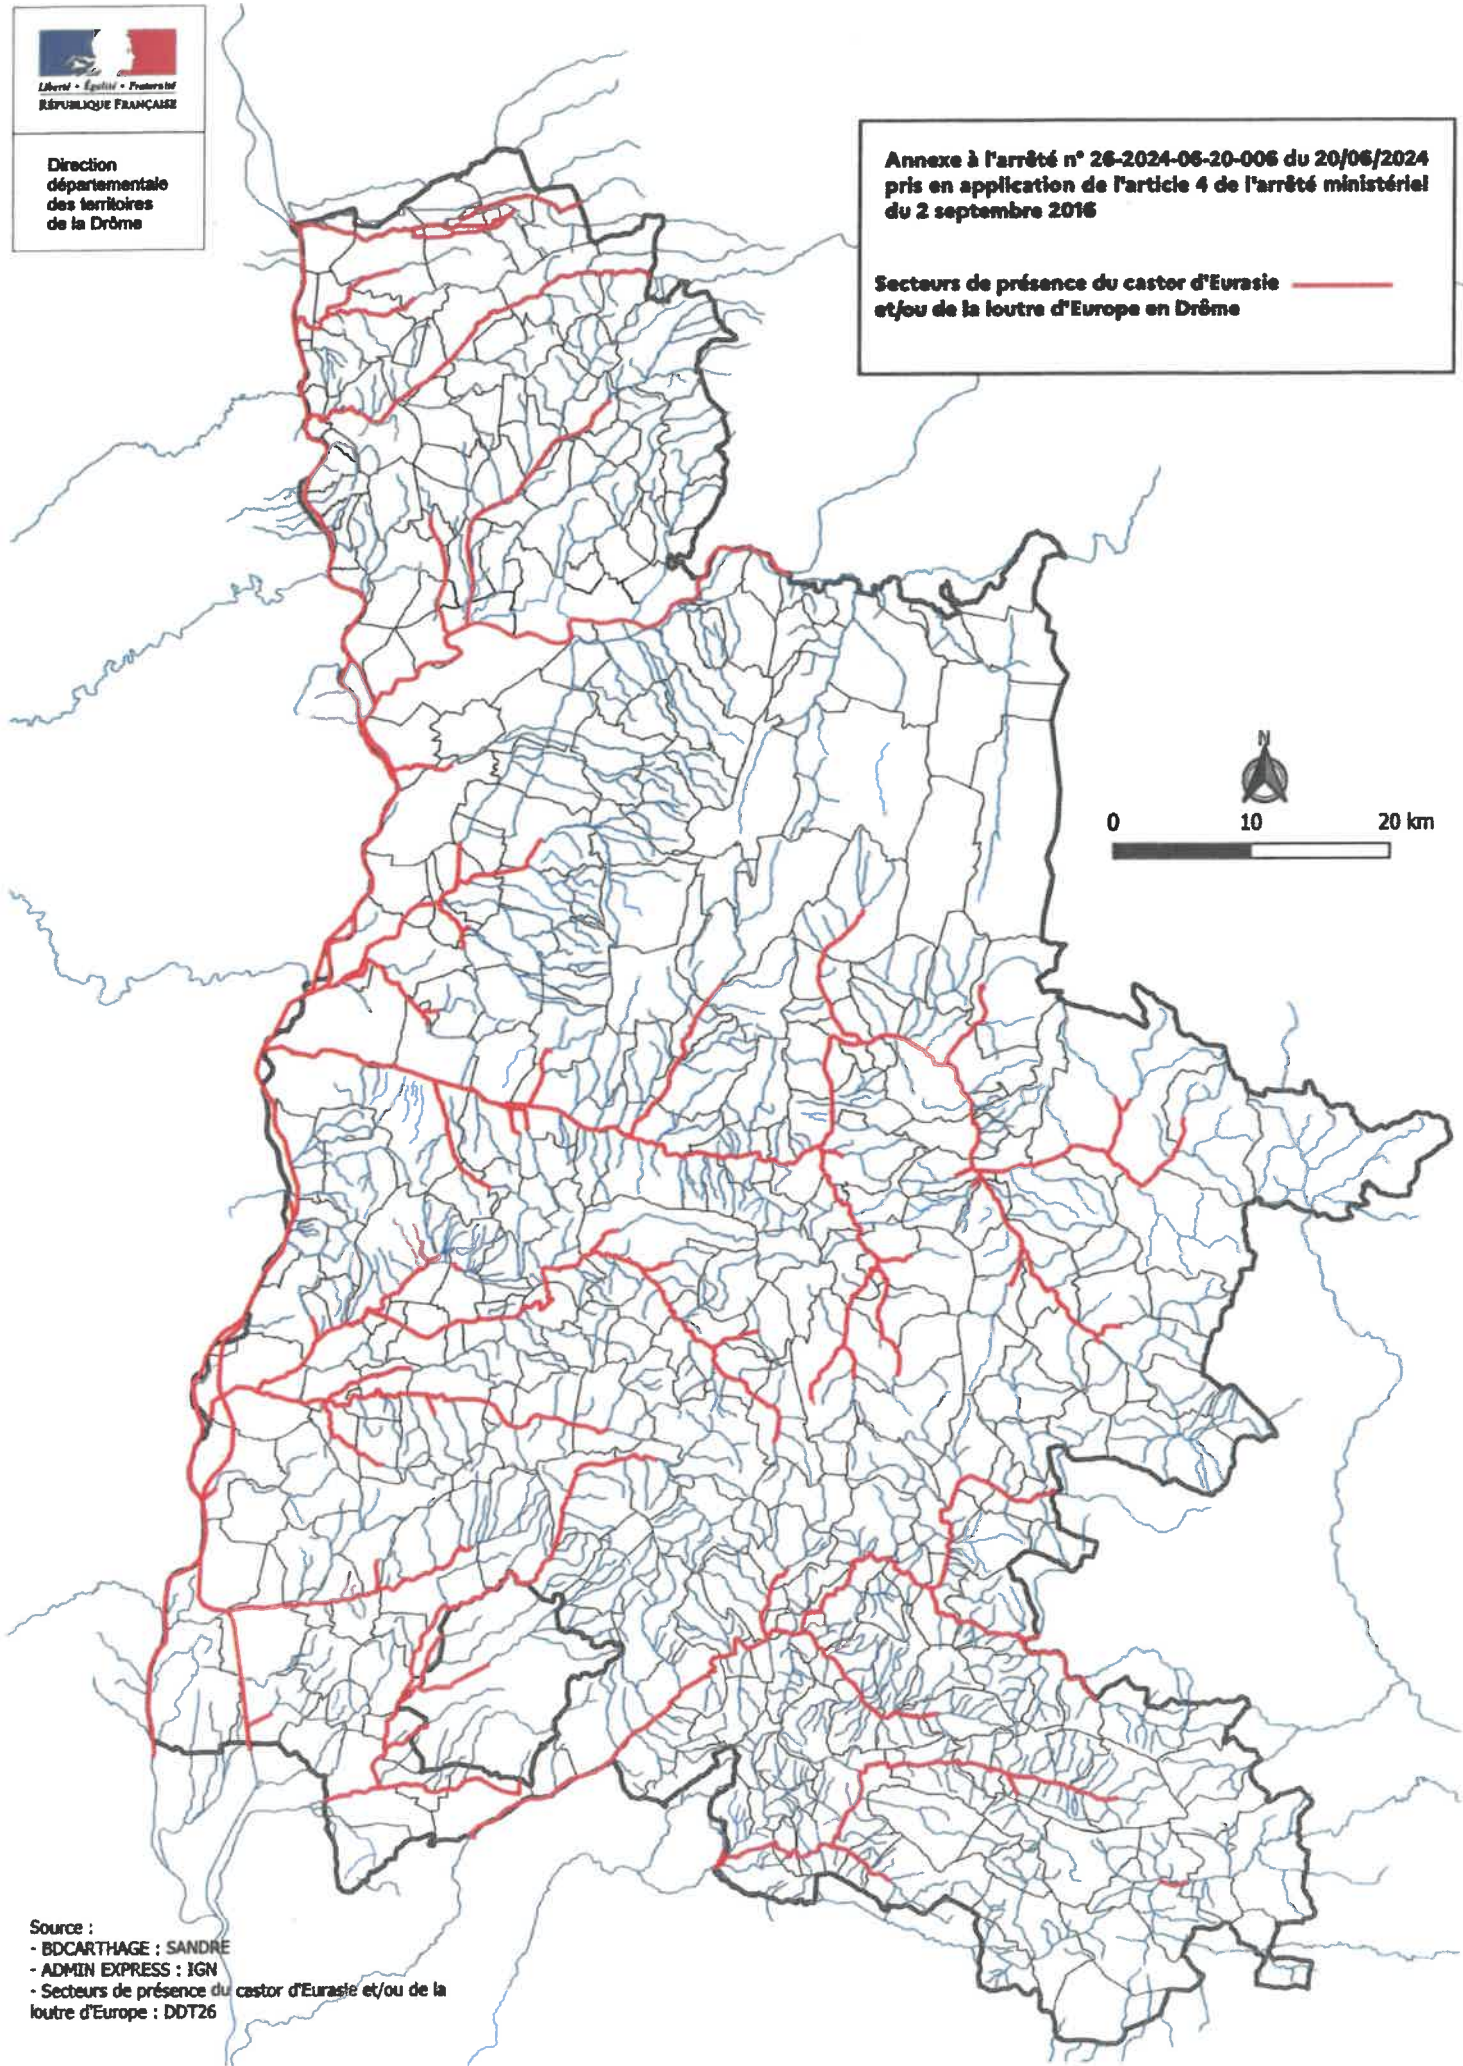 Liberté • Égalité • Fraternité
RÉPUBLIQUE FRANÇAISE
Direction
départementale
des territoires
de la Drôme
Annexe à l'arrêté n° 26-2024-06-20-006 du 20/06/2024
pris en application de l'article 4 de l'arrêté ministériel
du 2 septembre 2016
Secteurs de présence du castor d'Eurasie
et/ou de la loutre d'Europe en Drôme
N
0 10 20 km
Source :
- BDCARTHAGE : SANDRE
- ADMIN EXPRESS : IGN
- Secteurs de présence du castor d'Eurasie et/ou de la
loutre d'Europe : DDT26